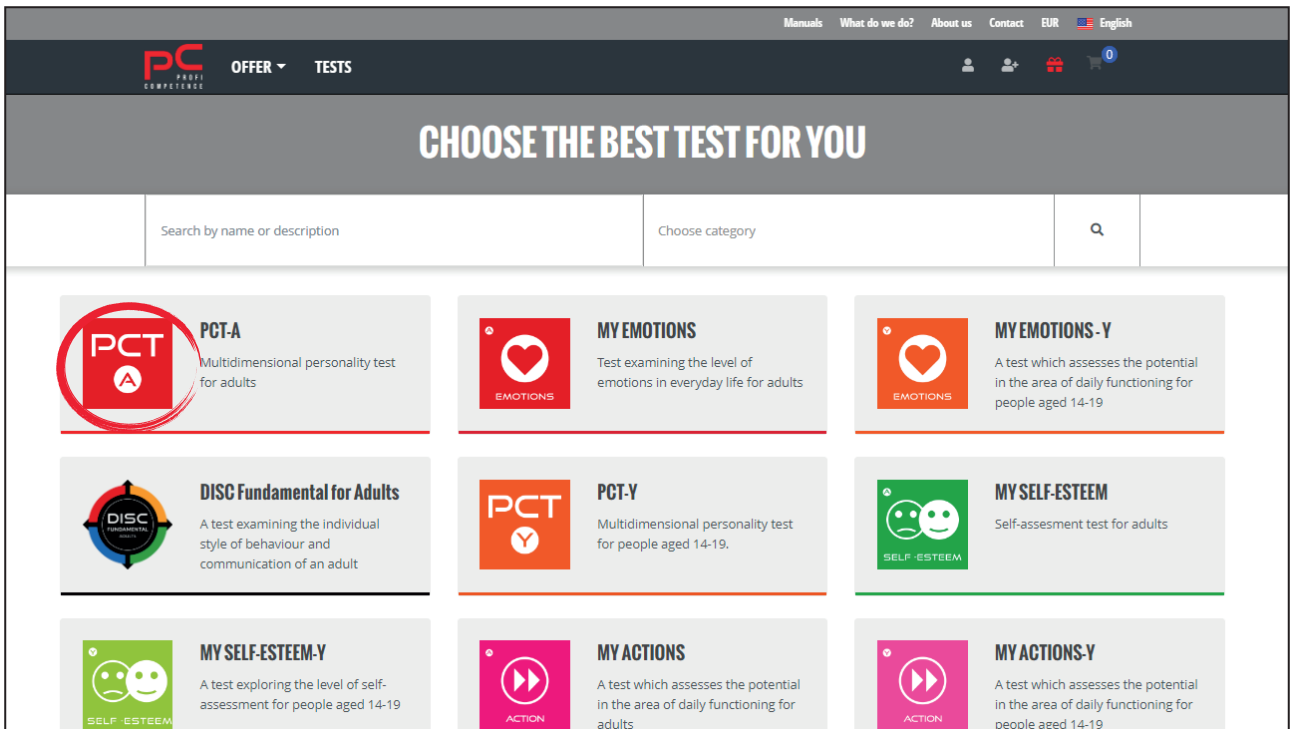 Manuals What do we do? About us Contact EUR English
PC
PROFI
COMPETENCE
OFFER TESTS
0
CHOOSE THE BEST TEST FOR YOU
Search by name or description
Choose category
PCT
A
PCT-A
Multidimensional personality test
for adults
A
EMOTIONS
MY EMOTIONS
Test examining the level of
emotions in everyday life for adults
Y
EMOTIONS
MY EMOTIONS - Y
A test which assesses the potential
in the area of daily functioning for
people aged 14-19
DISC
FUNDAMENTAL
DISC Fundamental for Adults
A test examining the individual
style of behaviour and
communication of an adult
PCT
Y
PCT-Y
Multidimensional personality test
for people aged 14-19.
A
SELF-ESTEEM
MY SELF-ESTEEM
Self-assesment test for adults
Y
SELF-ESTEEM
MY SELF-ESTEEM-Y
A test exploring the level of self-
assessment for people aged 14-19
A
ACTION
MY ACTIONS
A test which assesses the potential
in the area of daily functioning for
adults
Y
ACTION
MY ACTIONS-Y
A test which assesses the potential
in the area of daily functioning for
people aged 14-19